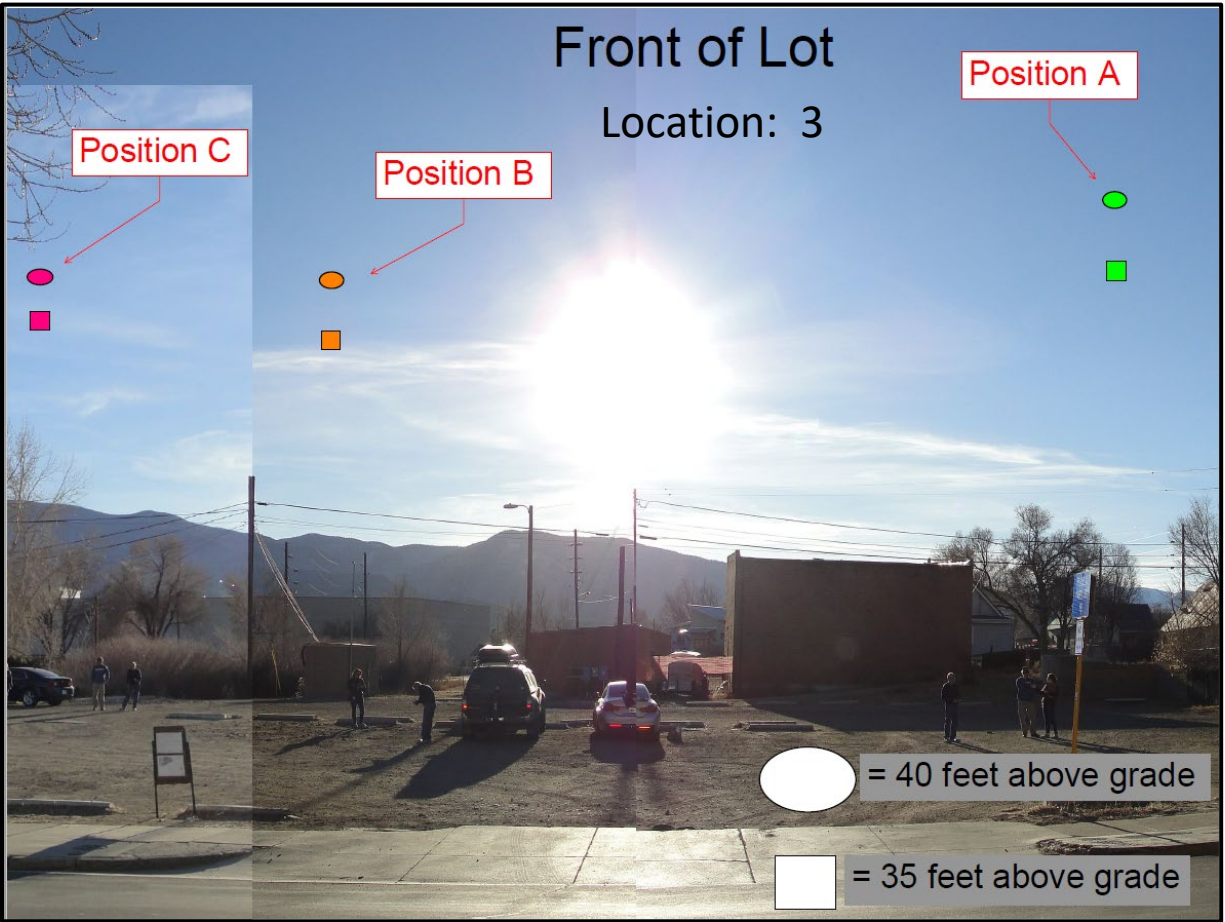 Front of Lot
Location: 3
Position A
Position C
Position B
= 40 feet above grade
= 35 feet above grade